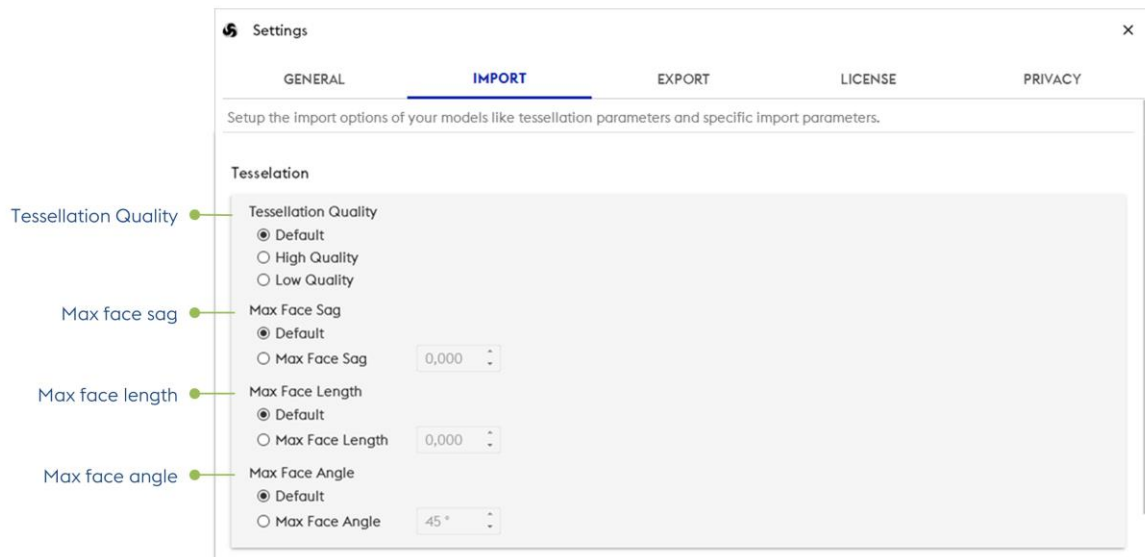 Settings
GENERAL IMPORT EXPORT LICENSE PRIVACY
Setup the import options of your models like tessellation parameters and specific import parameters.
Tesselation
Tessellation Quality Tessellation Quality
Default
High Quality
Low Quality
Max face sag Max Face Sag
Default
Max Face Sag 0,000
Max face length Max Face Length
Default
Max Face Length 0,000
Max face angle Max Face Angle
Default
Max Face Angle 45 °